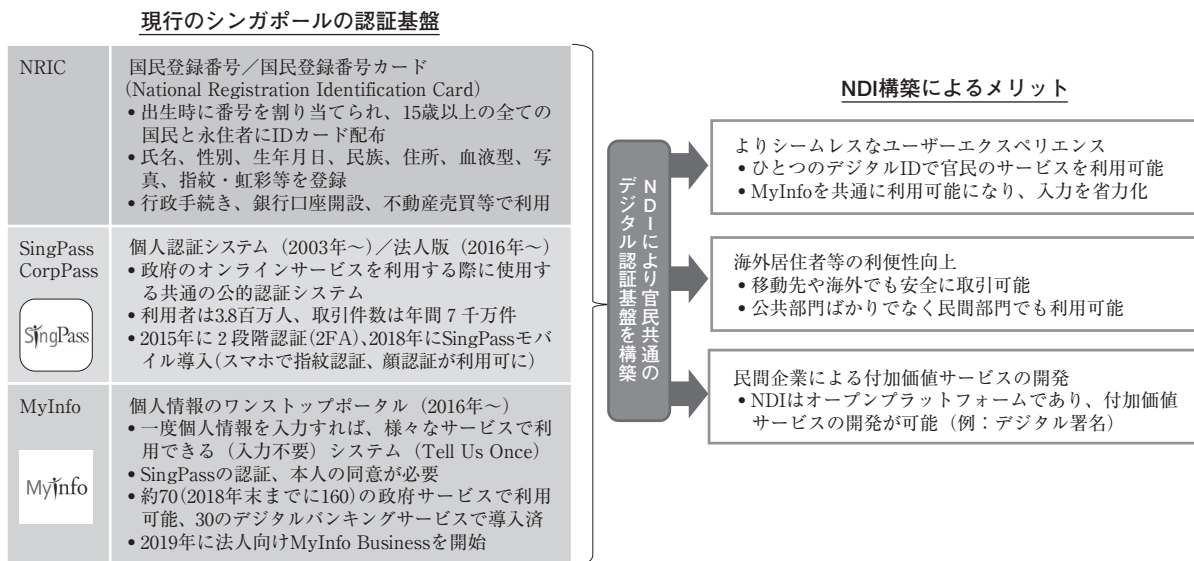 現行のシンガポールの認証基盤
NRIC
国民登録番号／国民登録番号カード
(National Registration Identification Card)
• 出生時に番号を割り当てられ、15歳以上の全ての
国民と永住者にIDカード配布
• 氏名、性別、生年月日、民族、住所、血液型、写
真、指紋・虹彩等を登録
• 行政手続き、銀行口座開設、不動産売買等で利用
SingPass
CorpPass
SingPass
個人認証システム（2003年～）／法人版（2016年～）
• 政府のオンラインサービスを利用する際に使用す
る共通の公的認証システム
• 利用者は3.8百万人、取引件数は年間７千万件
• 2015年に２段階認証(2FA)、2018年にSingPassモバ
イル導入(スマホで指紋認証、顔認証が利用可に)
MyInfo
Myinfo
個人情報のワンストップポータル（2016年～）
• 一度個人情報を入力すれば、様々なサービスで利
用できる（入力不要）システム（Tell Us Once）
• SingPassの認証、本人の同意が必要
• 約70(2018年末までに160)の政府サービスで利用
可能、30のデジタルバンキングサービスで導入済
• 2019年に法人向けMyInfo Businessを開始
NDIにより官民共通の
デジタル認証基盤を構築
NDI構築によるメリット
よりシームレスなユーザーエクスペリエンス
• ひとつのデジタルIDで官民のサービスを利用可能
• MyInfoを共通に利用可能になり、入力を省力化
海外居住者等の利便性向上
• 移動先や海外でも安全に取引可能
• 公共部門ばかりでなく民間部門でも利用可能
民間企業による付加価値サービスの開発
• NDIはオープンプラットフォームであり、付加価値
サービスの開発が可能（例：デジタル署名）